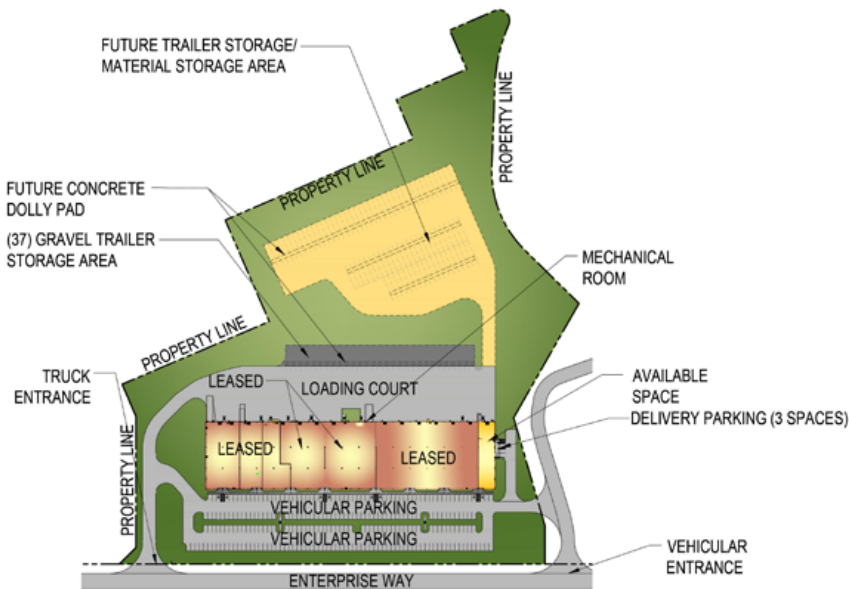 FUTURE TRAILER STORAGE/
MATERIAL STORAGE AREA
PROPERTY LINE
PROPERTY LINE
FUTURE CONCRETE
DOLLY PAD
(37) GRAVEL TRAILER
STORAGE AREA
MECHANICAL
ROOM
PROPERTY LINE
TRUCK
ENTRANCE
LEASED
LOADING COURT
AVAILABLE
SPACE
DELIVERY PARKING (3 SPACES)
LEASED
LEASED
PROPERTY LINE
VEHICULAR PARKING
VEHICULAR PARKING
VEHICULAR
ENTRANCE
ENTERPRISE WAY